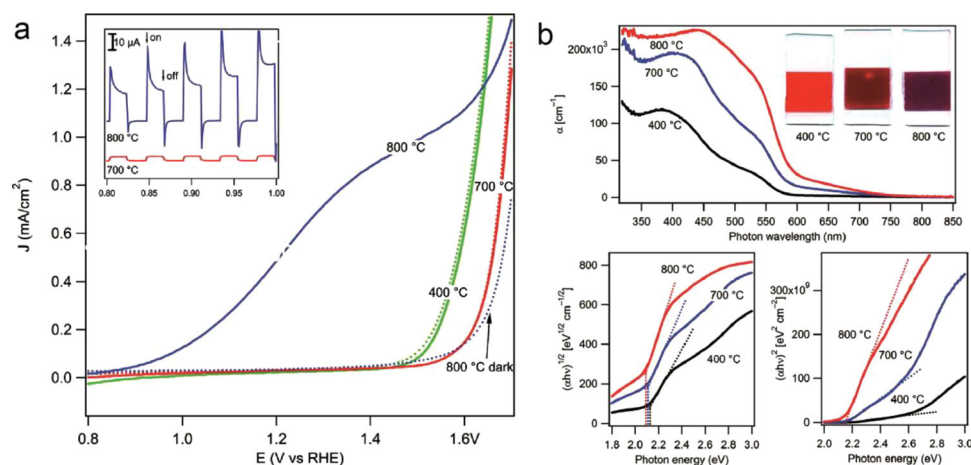 a
10 µA
on
off
800 °C
700 °C
0.80 0.85 0.90 0.95 1.00
1.4
1.2
1.0
0.8
0.6
0.4
0.2
0.0
J (mA/cm²)
800 °C
700 °C
400 °C
800 °C dark
0.8 1.0 1.2 1.4 1.6V
E (V vs RHE)
b
200x10³
150
100
50
0
α [cm⁻¹]
800 °C
700 °C
400 °C
400 °C 700 °C 800 °C
350 400 450 500 550 600 650 700 750 800 850
Photon wavelength (nm)
800
600
400
200
0
(αhν)^1/2 [eV^1/2 cm^-1/2]
800 °C
700 °C
400 °C
1.8 2.0 2.2 2.4 2.6 2.8 3.0
Photon energy (eV)
300x10⁹
200
100
0
(αhν)² [eV² cm⁻²]
800 °C
700 °C
400 °C
2.0 2.2 2.4 2.6 2.8 3.0
Photon energy (eV)